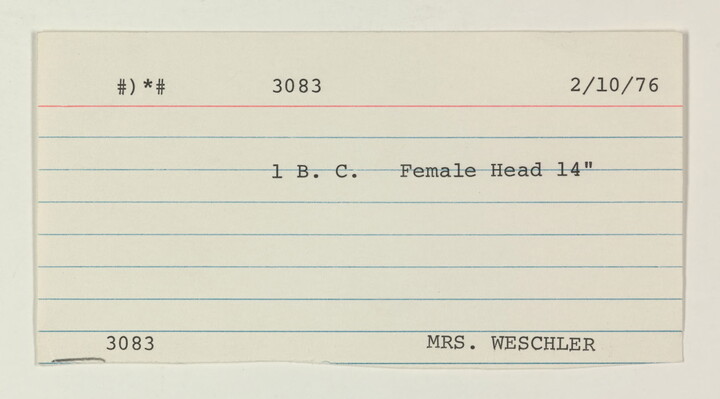 #)*# 3083 2/10/76
1 B. C. Female Head 14"
3083 MRS. WESCHLER